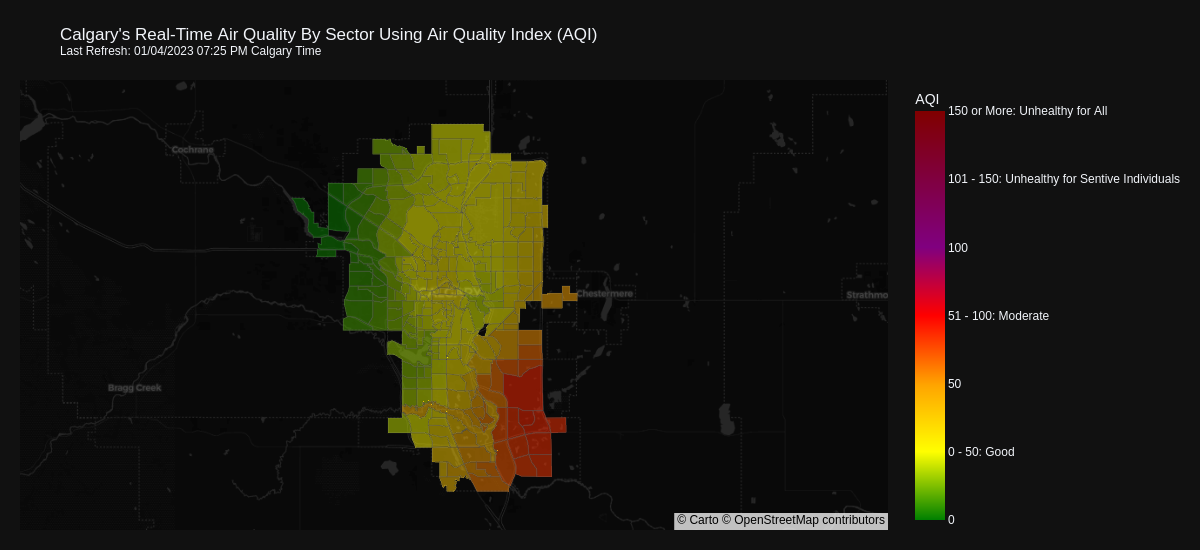 Calgary's Real-Time Air Quality By Sector Using Air Quality Index (AQI)
Last Refresh: 01/04/2023 07:25 PM Calgary Time
AQI
150 or More: Unhealthy for All
101 - 150: Unhealthy for Sentive Individuals
100
51 - 100: Moderate
50
0 - 50: Good
0
Cochrane
Chestermere
Strathmo
Bragg Creek
© Carto © OpenStreetMap contributors